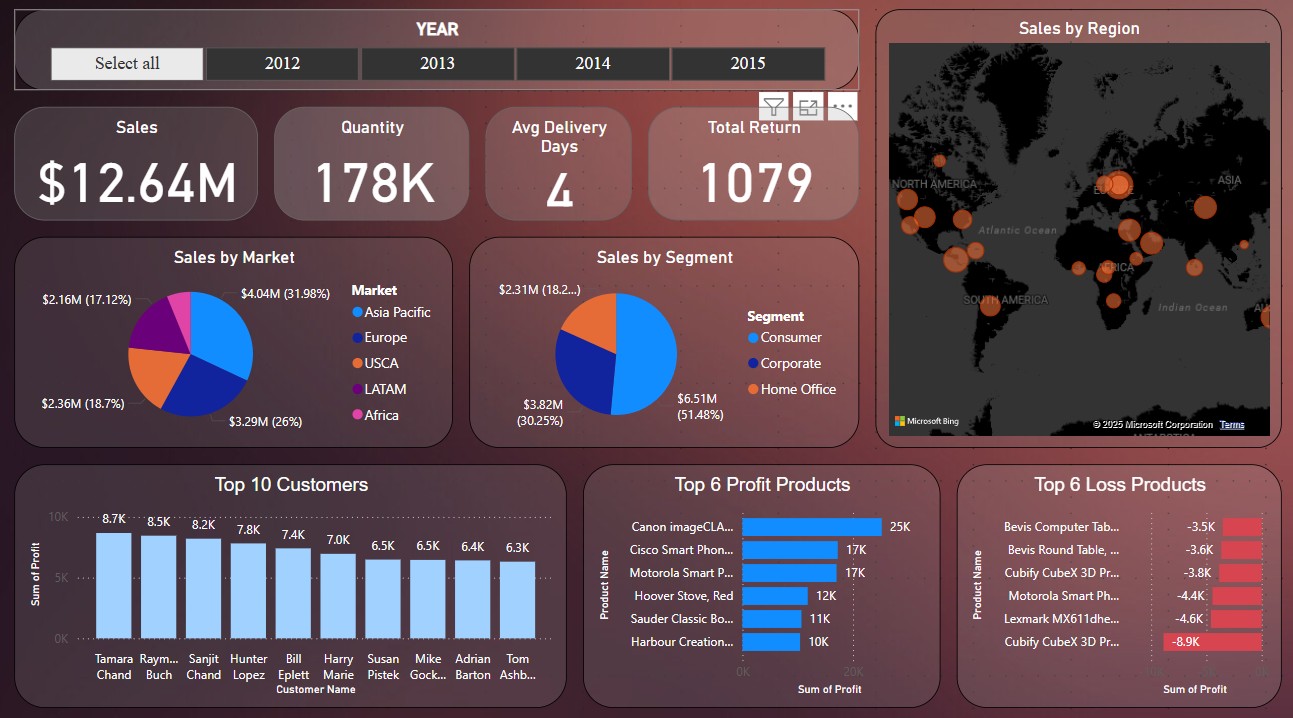 YEAR
Select all
2012
2013
2014
2015
Sales
$12.64M
Quantity
178K
Avg Delivery
Days
4
Total Return
1079
Sales by Region
NORTH AMERICA
EUROPE
ASIA
Atlantic Ocean
AFRICA
SOUTH AMERICA
Indian Ocean
AU
Microsoft Bing
© 2025 Microsoft Corporation Terms
ANTARCTICA
Sales by Market
$2.16M (17.12%)
$4.04M (31.98%)
$2.36M (18.7%)
$3.29M (26%)
Market
Asia Pacific
Europe
USCA
LATAM
Africa
Sales by Segment
$2.31M (18.2...)
$3.82M
(30.25%)
$6.51M
(51.48%)
Segment
Consumer
Corporate
Home Office
Top 10 Customers
Sum of Profit
10K
5K
0K
8.7K
8.5K
8.2K
7.8K
7.4K
7.0K
6.5K
6.5K
6.4K
6.3K
Tamara
Chand
Raym...
Buch
Sanjit
Chand
Hunter
Lopez
Bill
Eplett
Harry
Marie
Susan
Pistek
Mike
Gock...
Adrian
Barton
Tom
Ashb...
Customer Name
Top 6 Profit Products
Product Name
Canon imageCLA... 25K
Cisco Smart Phon... 17K
Motorola Smart P... 17K
Hoover Stove, Red 12K
Sauder Classic Bo... 11K
Harbour Creation... 10K
0K 20K
Sum of Profit
Top 6 Loss Products
Product Name
Bevis Computer Tab... -3.5K
Bevis Round Table, ... -3.6K
Cubify CubeX 3D Pr... -3.8K
Motorola Smart Ph... -4.4K
Lexmark MX611dhe... -4.6K
Cubify CubeX 3D Pr... -8.9K
Sum of Profit